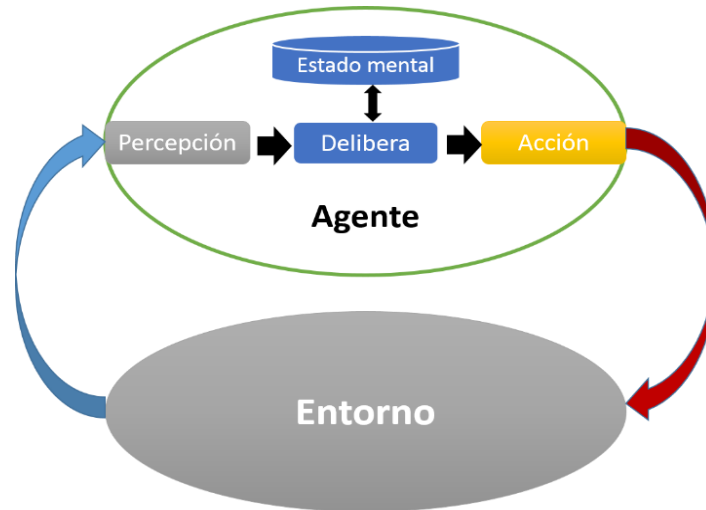 Estado mental
Percepción
Delibera
Acción
Agente
Entorno